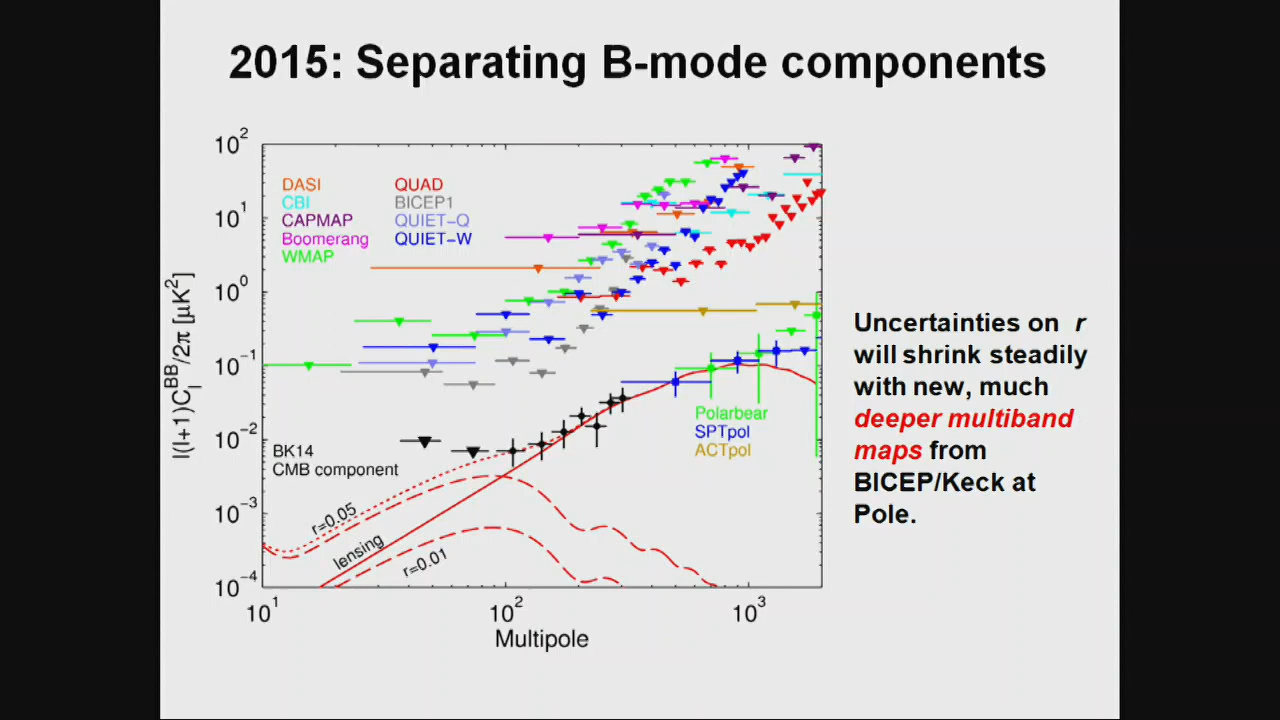 2015: Separating B-mode components
10²
10¹
10⁰
10⁻¹
10⁻²
10⁻³
10⁻⁴
l(l+1)C_l^BB/2π [μK²]
DASI
CBI
CAPMAP
Boomerang
WMAP
QUAD
BICEP1
QUIET-Q
QUIET-W
Polarbear
SPTpol
ACTpol
BK14
CMB component
r=0.05
lensing
r=0.01
10¹
10²
10³
Multipole
Uncertainties on r
will shrink steadily
with new, much
deeper multiband
maps from
BICEP/Keck at
Pole.